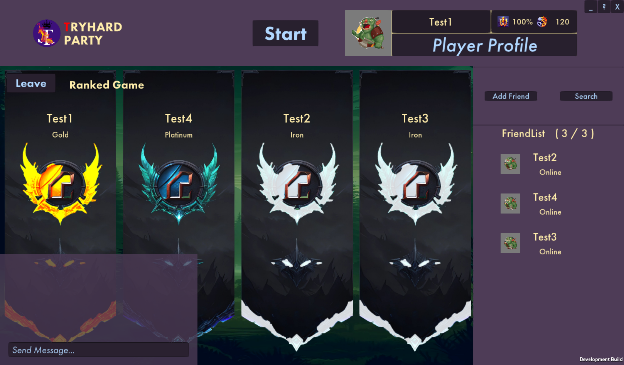 _ X
TRYHARD
PARTY
Start
Test1
100% 120
Player Profile
Leave
Ranked Game
Test1
Gold
Test4
Platinum
Test2
Iron
Test3
Iron
Send Message...
Add Friend
Search
FriendList ( 3 / 3 )
Test2
Online
Test4
Online
Test3
Online
Development Build